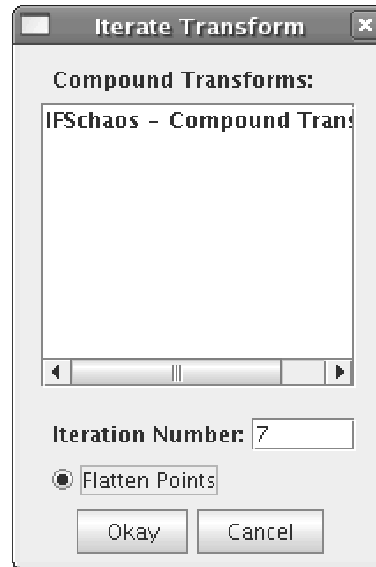 Iterate Transform
Compound Transforms:
IFSchaos - Compound Trans
Iteration Number: 7
Flatten Points
Okay Cancel